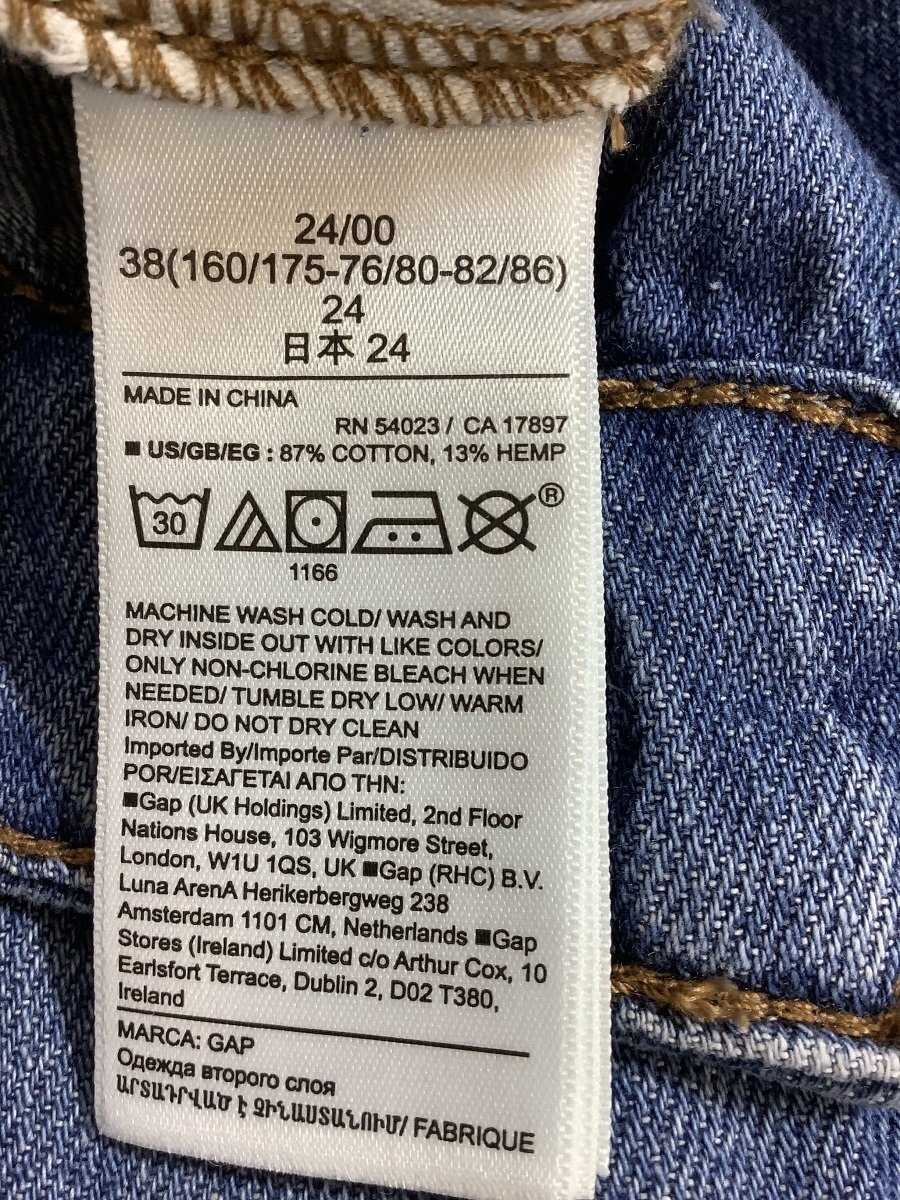 24/00
38(160/175-76/80-82/86)
24
日本 24
MADE IN CHINA
RN 54023 / CA 17897
■ US/GB/EG : 87% COTTON, 13% HEMP
30
®
1166
MACHINE WASH COLD/ WASH AND
DRY INSIDE OUT WITH LIKE COLORS/
ONLY NON-CHLORINE BLEACH WHEN
NEEDED/ TUMBLE DRY LOW/ WARM
IRON/ DO NOT DRY CLEAN
Imported By/Importe Par/DISTRIBUIDO
POR/ΕΙΣΑΓΕΤΑΙ ΑΠΟ ΤΗΝ:
■Gap (UK Holdings) Limited, 2nd Floor
Nations House, 103 Wigmore Street,
London, W1U 1QS, UK ■Gap (RHC) B.V.
Luna ArenA Herikerbergweg 238
Amsterdam 1101 CM, Netherlands ■Gap
Stores (Ireland) Limited c/o Arthur Cox, 10
Earlsfort Terrace, Dublin 2, D02 T380,
Ireland
MARCA: GAP
Одежда второго слоя
ԱՐՏԱԴՐՎԱԾ Է ՉԻՆԱՍՏԱՆՈՒՄ/ FABRIQUE